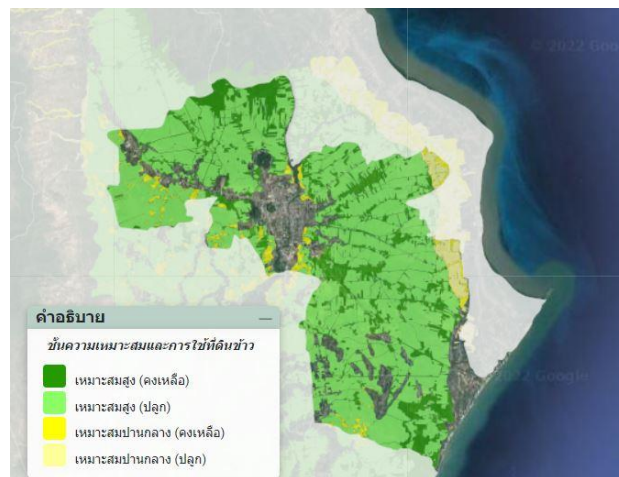 © 2022 Goo
คำอธิบาย
ชั้นความเหมาะสมและการใช้ที่ดินข้าว
เหมาะสมสูง (คงเหลือ)
เหมาะสมสูง (ปลูก)
เหมาะสมปานกลาง (คงเหลือ)
เหมาะสมปานกลาง (ปลูก)
2022 Google